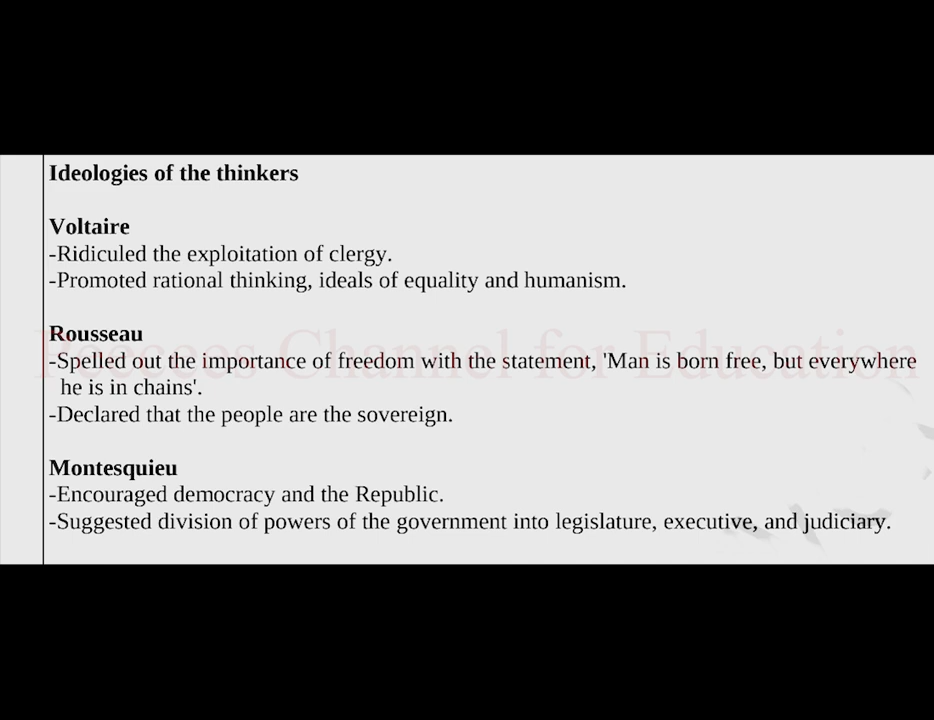 Ideologies of the thinkers
Voltaire
-Ridiculed the exploitation of clergy.
-Promoted rational thinking, ideals of equality and humanism.
Rousseau
-Spelled out the importance of freedom with the statement, 'Man is born free, but everywhere
he is in chains'.
-Declared that the people are the sovereign.
Montesquieu
-Encouraged democracy and the Republic.
-Suggested division of powers of the government into legislature, executive, and judiciary.
Channel for Education